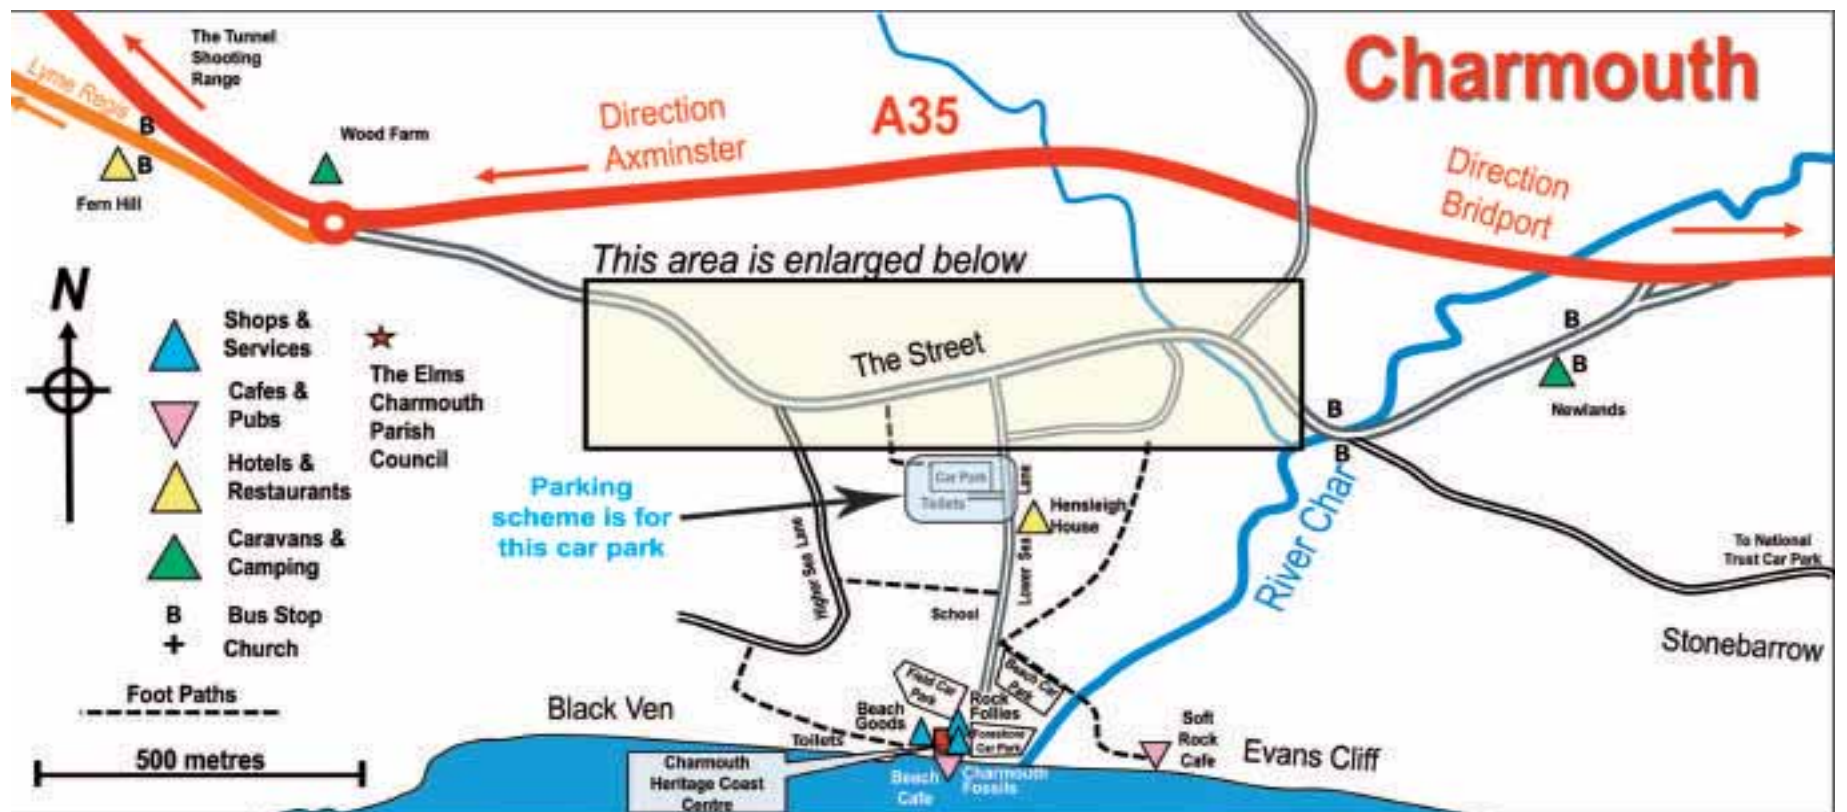 The Tunnel
Shooting
Range
Lyme Regis
B
B
Fern Hill
Wood Farm
Direction
Axminster
A35
Charmouth
Direction
Bridport
This area is enlarged below
The Street
N
Shops &
Services
Cafes &
Pubs
Hotels &
Restaurants
Caravans &
Camping
B
Bus Stop
Church
Foot Paths
500 metres
The Elms
Charmouth
Parish
Council
Parking
scheme is for
this car park
Car Park
Toilets
Hensleigh
House
Higher Sea Lane
Lower Sea Lane
School
B
B
B
B
Newlands
River Char
To National
Trust Car Park
Stonebarrow
Field Car
Park
Beach Car
Park
Rock
Follies
Beach
Goods
Foreshore
Car Park
Black Ven
Toilets
Charmouth
Heritage Coast
Centre
Beach
Cafe
Charmouth
Fossils
Soft
Rock
Cafe
Evans Cliff